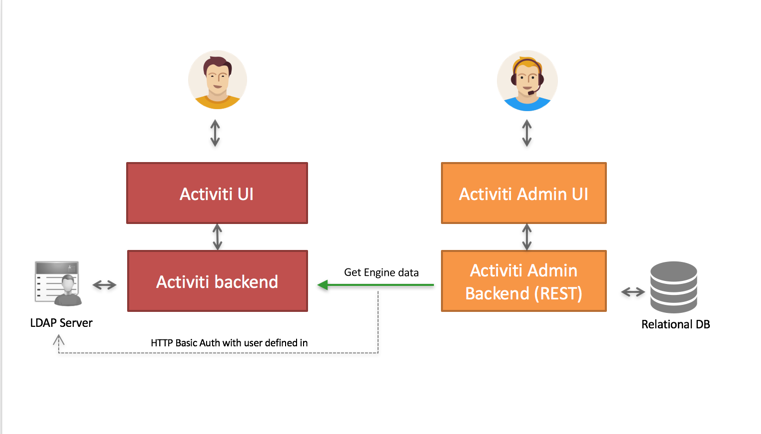 Activiti UI
Activiti Admin UI
Activiti backend
Get Engine data
Activiti Admin
Backend (REST)
LDAP Server
Relational DB
HTTP Basic Auth with user defined in